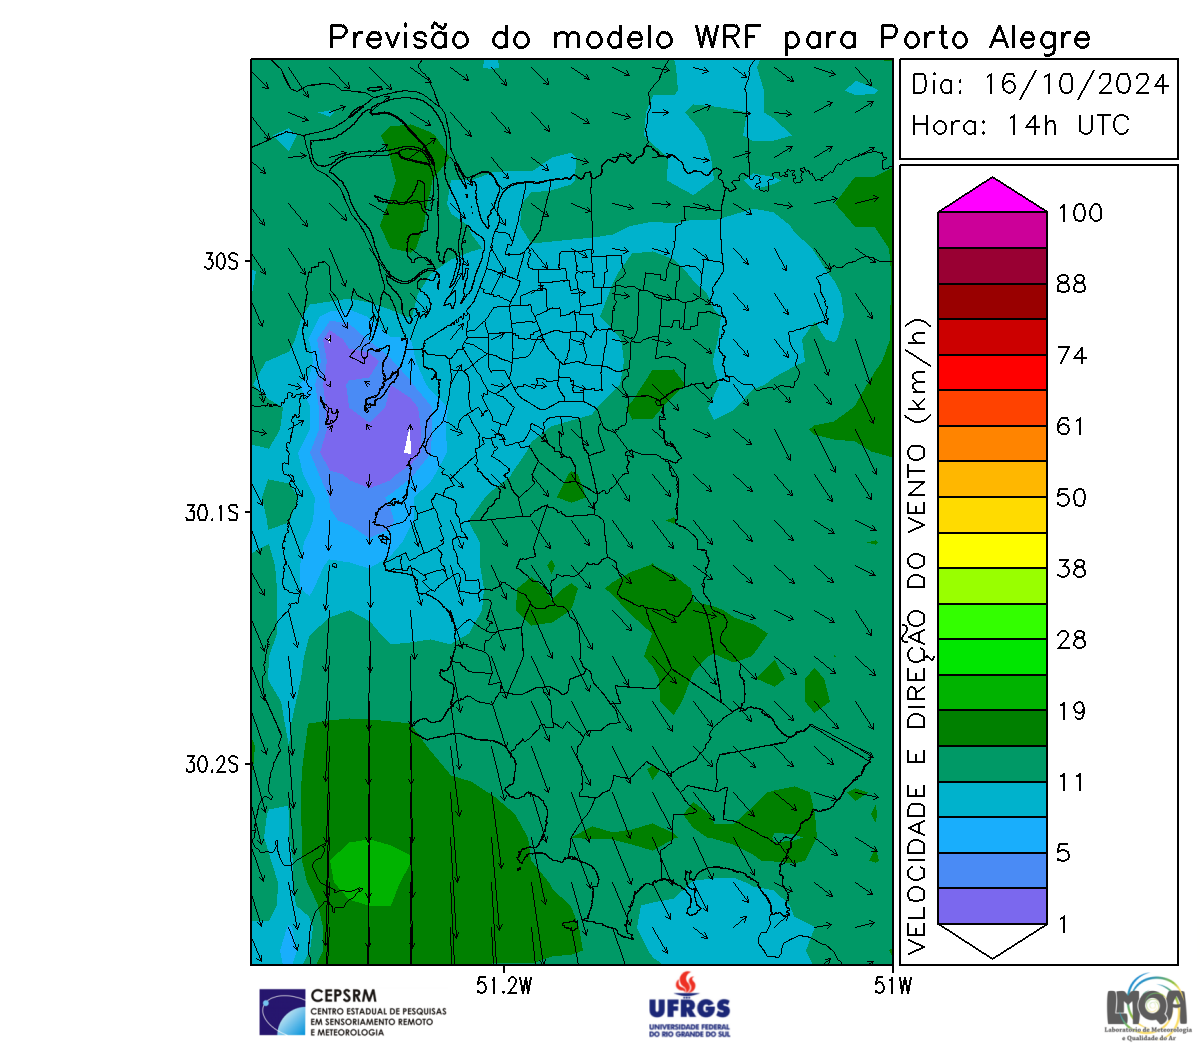 Previsão do modelo WRF para Porto Alegre
Dia: 16/10/2024
Hora: 14h UTC
30S
30.1S
30.2S
51.2W
51W
VELOCIDADE E DIREÇÃO DO VENTO (km/h)
100
88
74
61
50
38
28
19
11
5
1
CEPSRM
CENTRO ESTADUAL DE PESQUISAS
EM SENSORIAMENTO REMOTO
E METEOROLOGIA
UFRGS
UNIVERSIDADE FEDERAL
DO RIO GRANDE DO SUL
LMQA
Laboratório de Meteorologia
e Qualidade do Ar